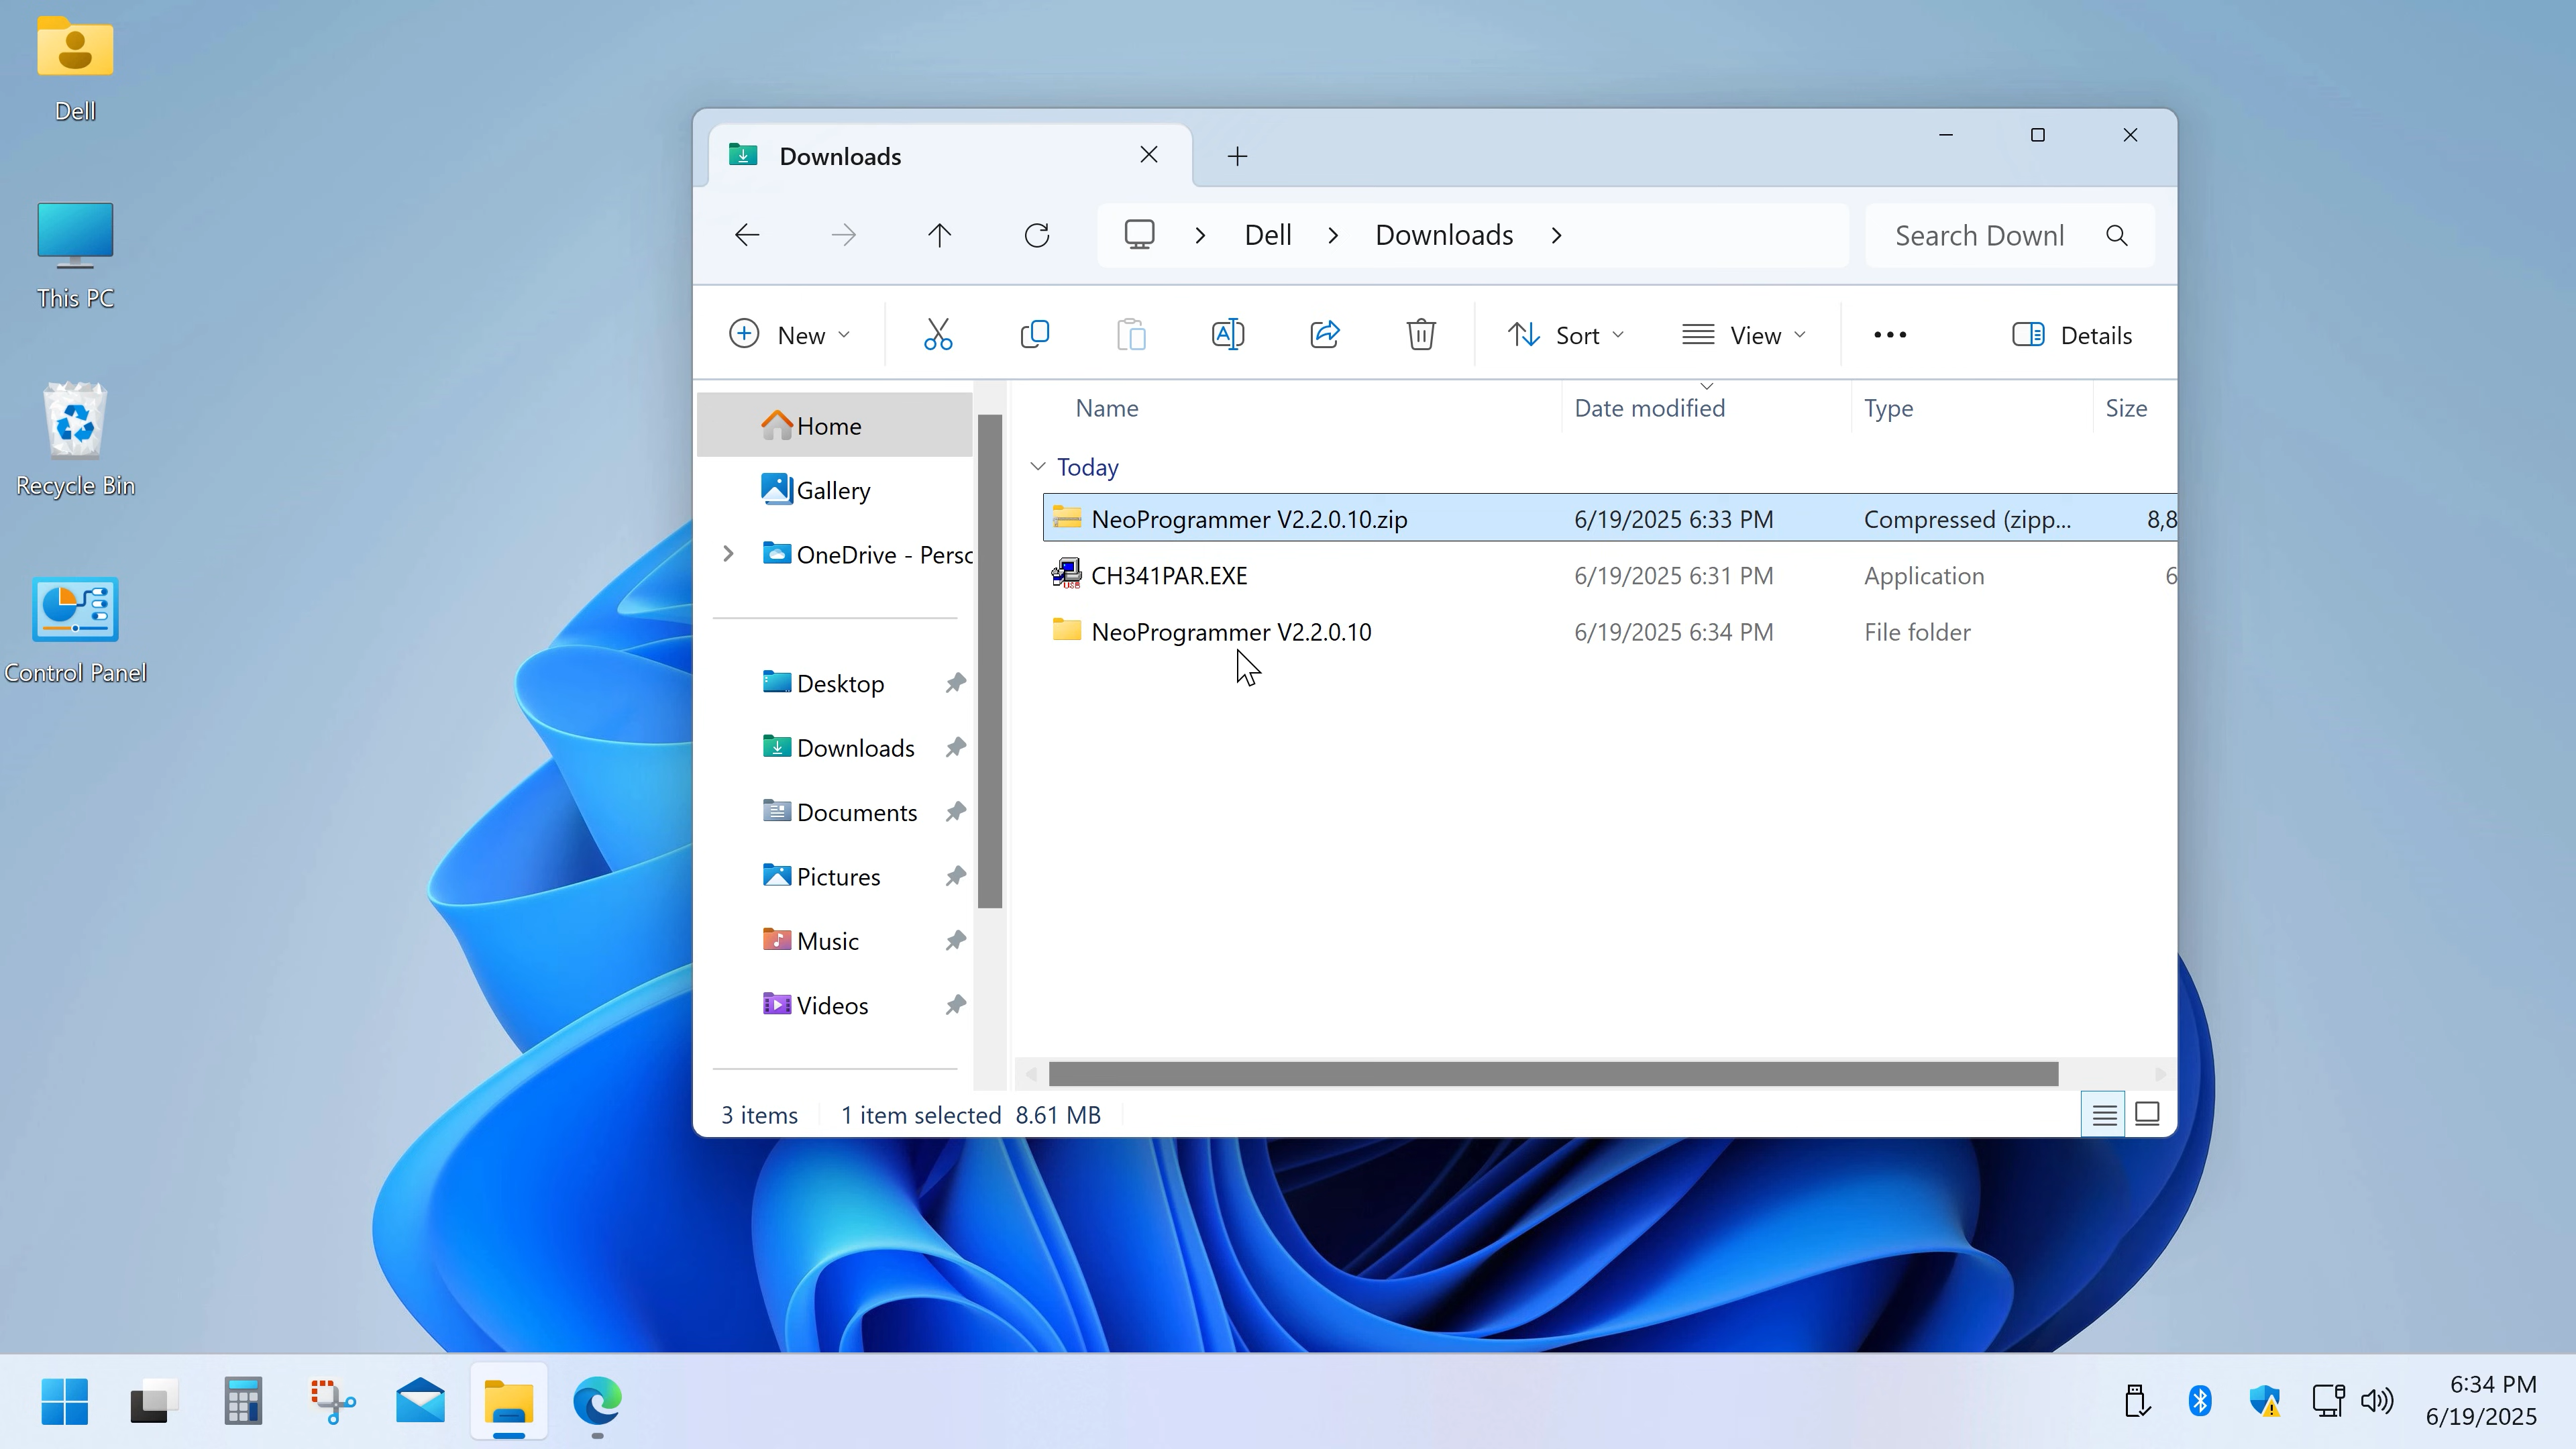 Dell
This PC
Recycle Bin
Control Panel
Downloads
Dell
Downloads
Search Downl
New
Sort
View
Details
Home
Gallery
OneDrive - Perso
Desktop
Downloads
Documents
Pictures
Music
Videos
Name Date modified Type Size
Today
NeoProgrammer V2.2.0.10.zip 6/19/2025 6:33 PM Compressed (zipp... 8,8
CH341PAR.EXE 6/19/2025 6:31 PM Application 6
NeoProgrammer V2.2.0.10 6/19/2025 6:34 PM File folder
3 items 1 item selected 8.61 MB
6:34 PM
6/19/2025